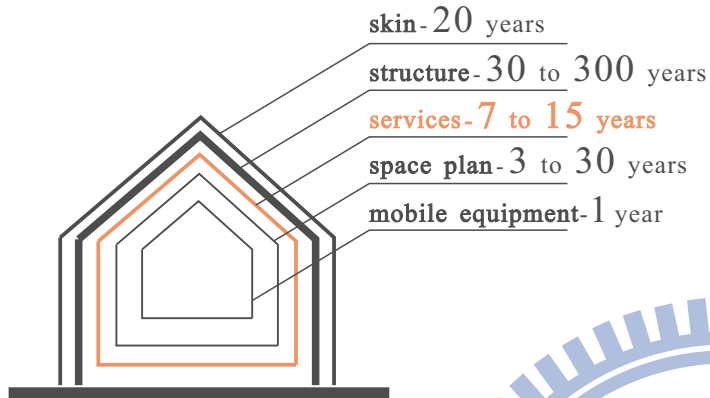 skin- 20 years
structure- 30 to 300 years
services- 7 to 15 years
space plan- 3 to 30 years
mobile equipment-1 year